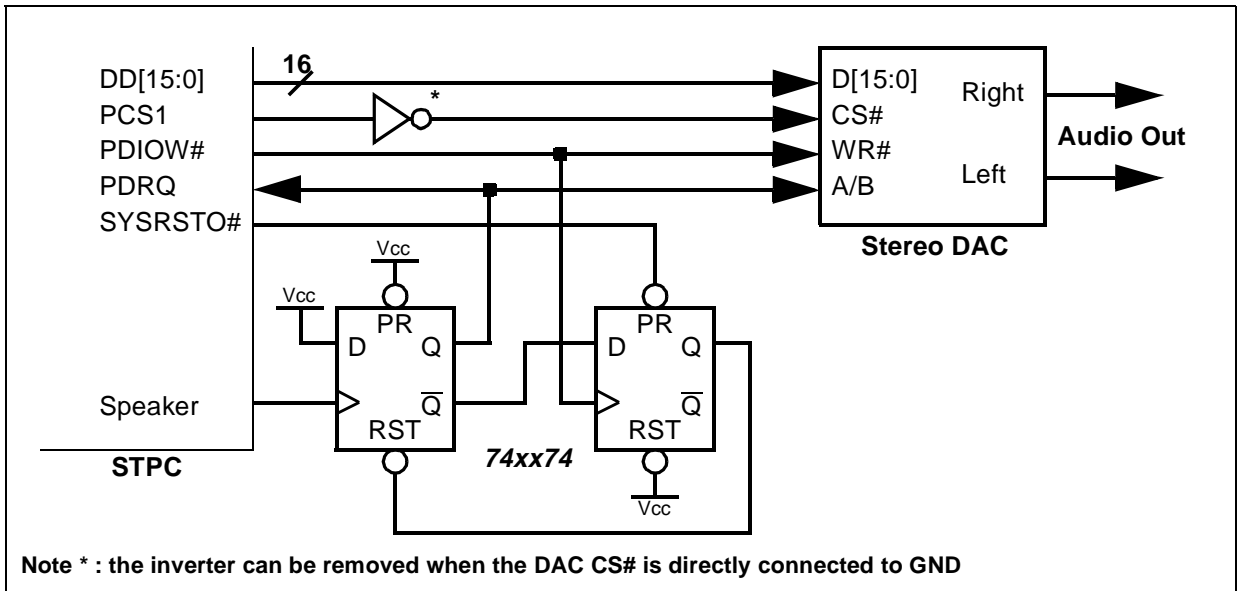 16
*
DD[15:0]
PCS1
PDIOW#
PDRQ
SYSRSTO#
Speaker
STPC
D[15:0]
CS#
WR#
A/B
Right
Left
Stereo DAC
Audio Out
Vcc
Vcc
PR
D Q
Q
RST
74xx74
PR
D Q
Q
RST
Vcc
Note * : the inverter can be removed when the DAC CS# is directly connected to GND